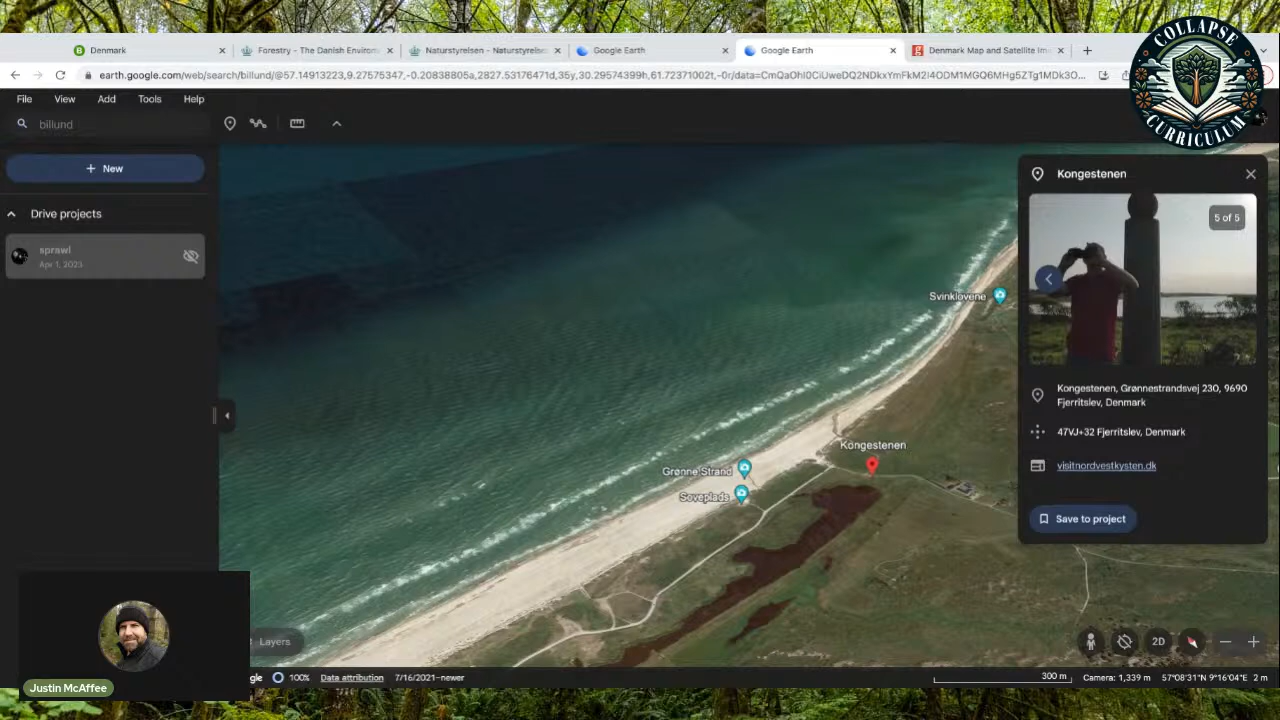 COLLAPSE
CURRICULUM
Denmark
Forestry - The Danish Environm
Naturstyrelsen - Naturstyrelse
Google Earth
Google Earth
Denmark Map and Satellite Im
earth.google.com/web/search/billund/@57.14913223,9.27575347,-0.20838805a,2827.53176471d,35y,30.29574399h,61.72371002t,-0r/data=
File View Add Tools Help
billund
+ New
Drive projects
sprawl
Apr 1, 2023
Svinkløvene
Kongestenen
Grønne Strand
Soveplads
Kongestenen
5 of 5
Kongestenen, Grønnestrandsvej 230, 9690
Fjerritslev, Denmark
47VJ+32 Fjerritslev, Denmark
visitnordvestkysten.dk
Save to project
Layers
2D
gle 100% Data attribution 7/16/2021-newer
300 m Camera: 1,339 m 57°08'31"N 9°16'04"E 2 m
Justin McAffee